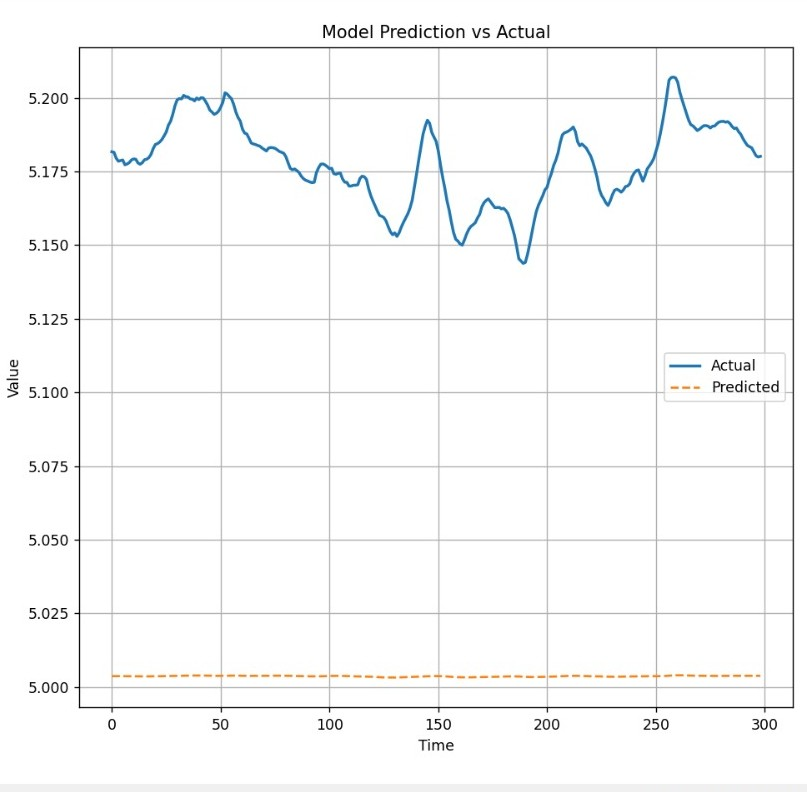 Model Prediction vs Actual
5.200
5.175
5.150
5.125
5.100
5.075
5.050
5.025
5.000
Value
Actual
Predicted
0 50 100 150 200 250 300
Time